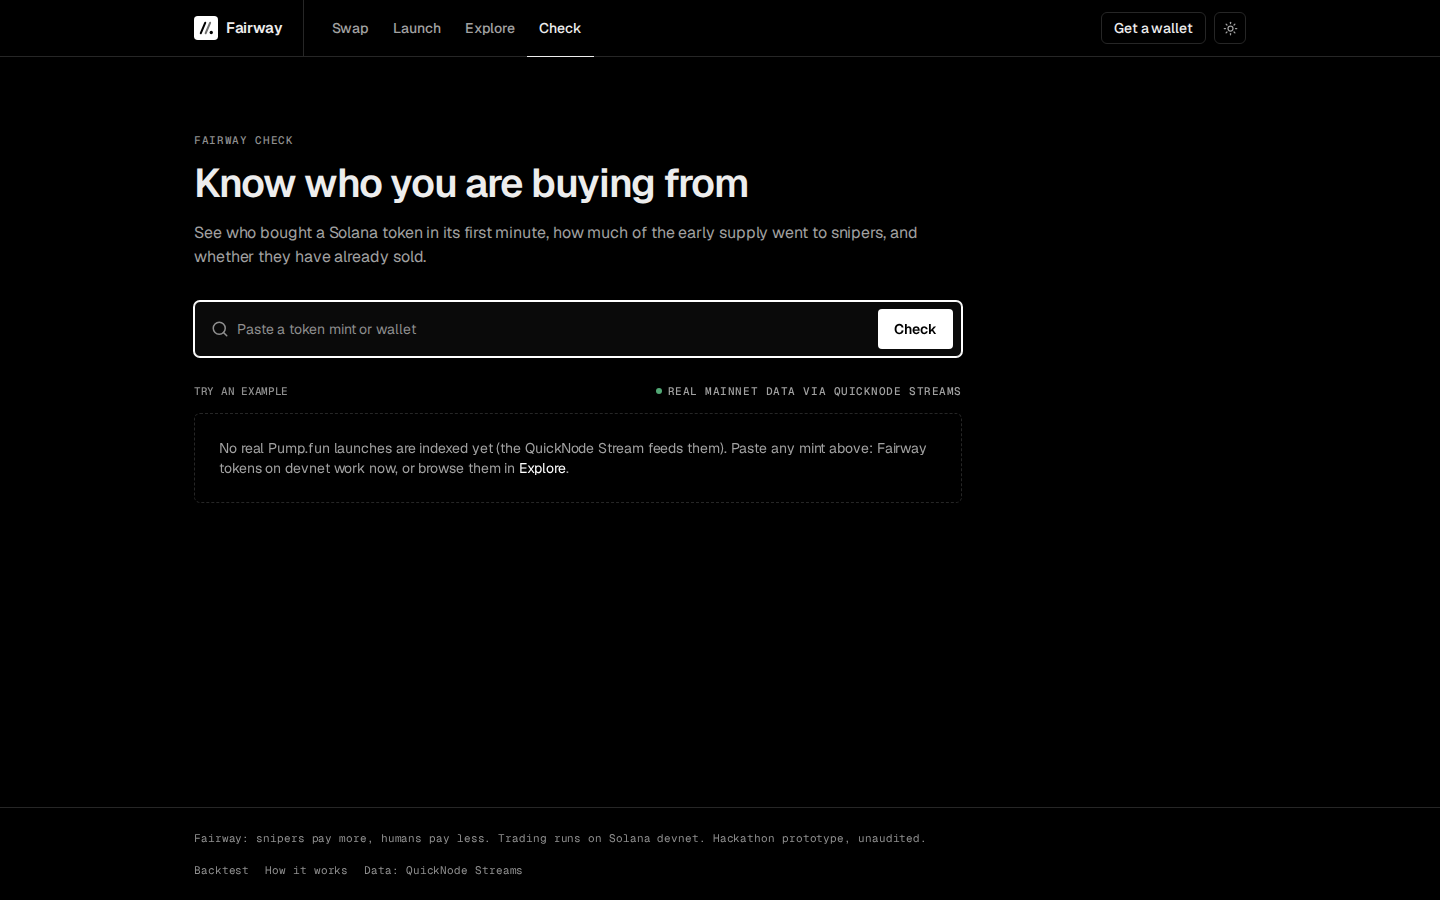 Fairway
Swap
Launch
Explore
Check
Get a wallet
FAIRWAY CHECK
Know who you are buying from
See who bought a Solana token in its first minute, how much of the early supply went to snipers, and
whether they have already sold.
Paste a token mint or wallet
Check
TRY AN EXAMPLE
REAL MAINNET DATA VIA QUICKNODE STREAMS
No real Pump.fun launches are indexed yet (the QuickNode Stream feeds them). Paste any mint above: Fairway
tokens on devnet work now, or browse them in Explore.
Fairway: snipers pay more, humans pay less. Trading runs on Solana devnet. Hackathon prototype, unaudited.
Backtest
How it works
Data: QuickNode Streams